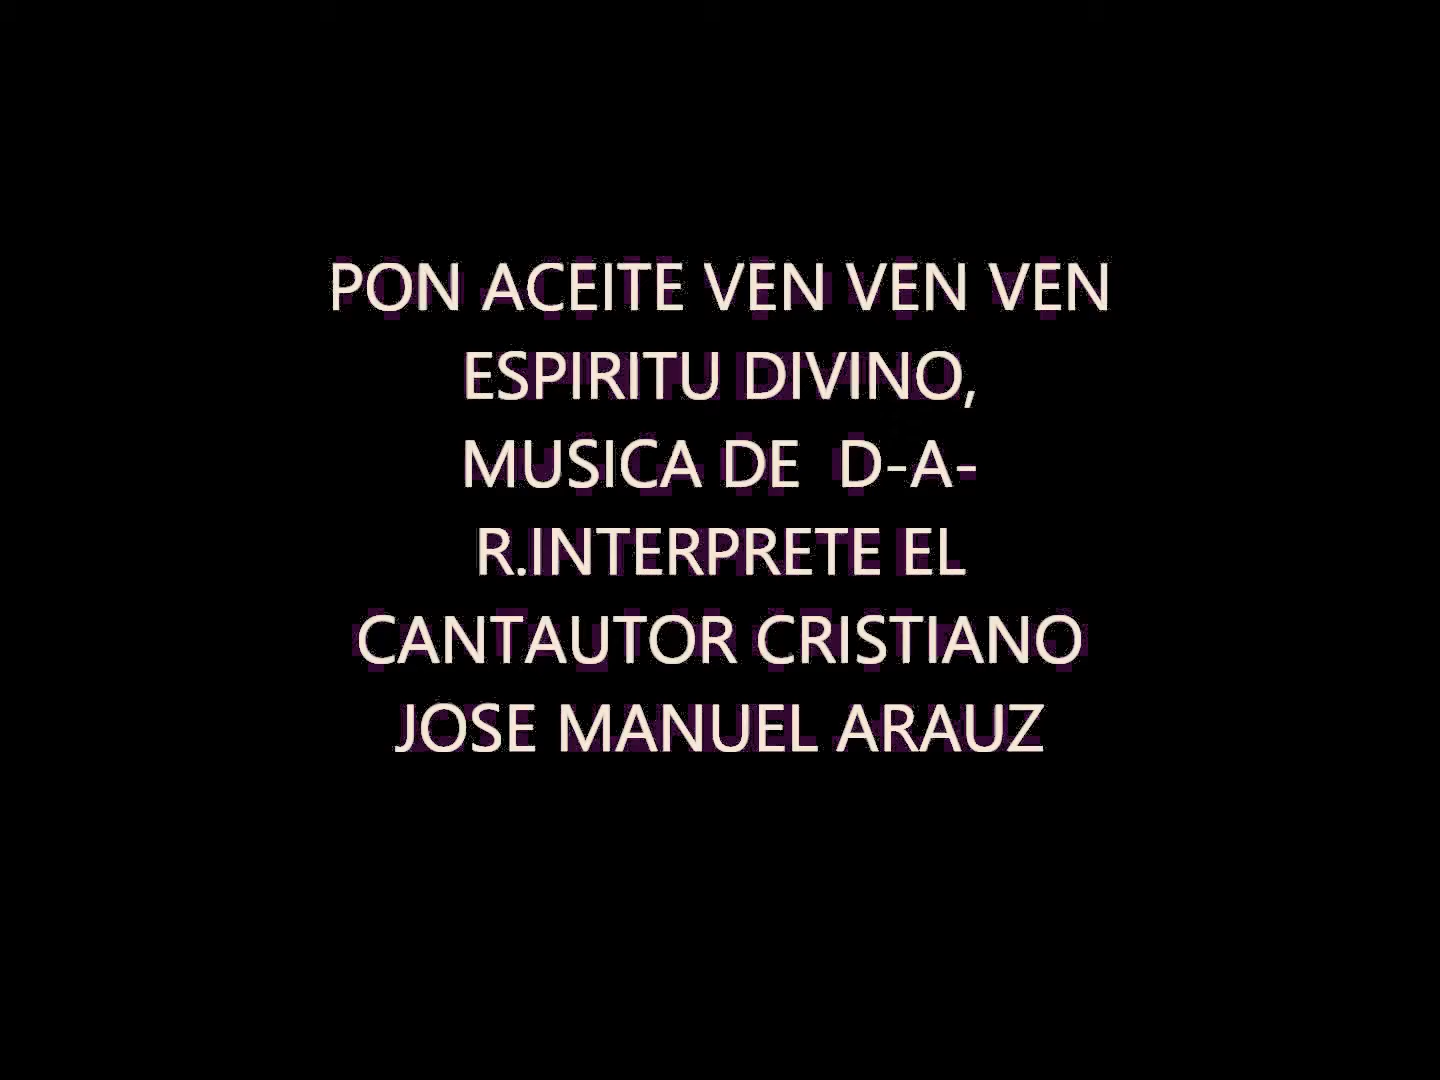 PON ACEITE VEN VEN VEN
ESPIRITU DIVINO,
MUSICA DE  D-A-
R.INTERPRETE EL
CANTAUTOR CRISTIANO
JOSE MANUEL ARAUZ